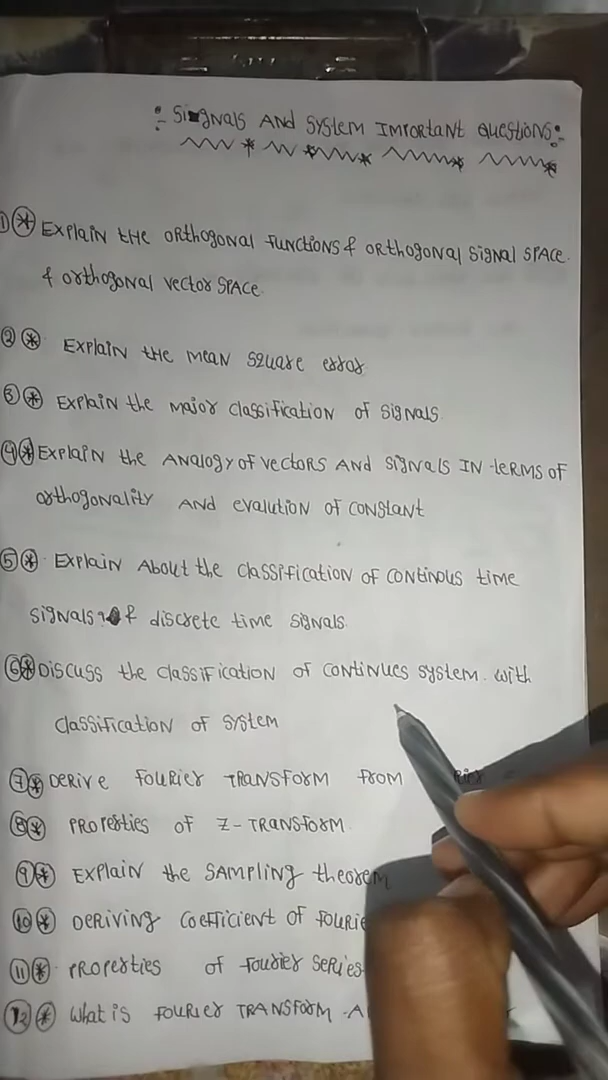 :- SIgNalS AND SYSTEM IMPORTANT QUESTIONS:-
1) * EXPLAIN tHE ORthogoNal FUNCtIONS & ORTHOGONAL SIGNAL SPACE.
& orthogonal vector SPACE.
2) * EXPLAIN the MEAN SQUARE error
3) * EXPLAIN the Major Classification of SigNals.
4) * EXPLAIN the ANALOGY of VECTORS AND SIGNALS IN TERMS OF
orthogonality AND evalution of CONSTANT
5) * EXPLAIN ABout the Classification of Continous time
SIGNALS & discrete time signals.
6) * DISCUSS the Classification of Continues system. with
Classification of System
7) * DERIVE FOURIER TRANSFORM FROM
8) * PROPERTIES OF Z-TRANSFORM.
9) * EXPLAIN the SAMPLING theorem
10) * DERIVING COEFFICIENT OF
11) * PROPERTIES of Fourier Series
12) * What is FOURIER TRANSFORM